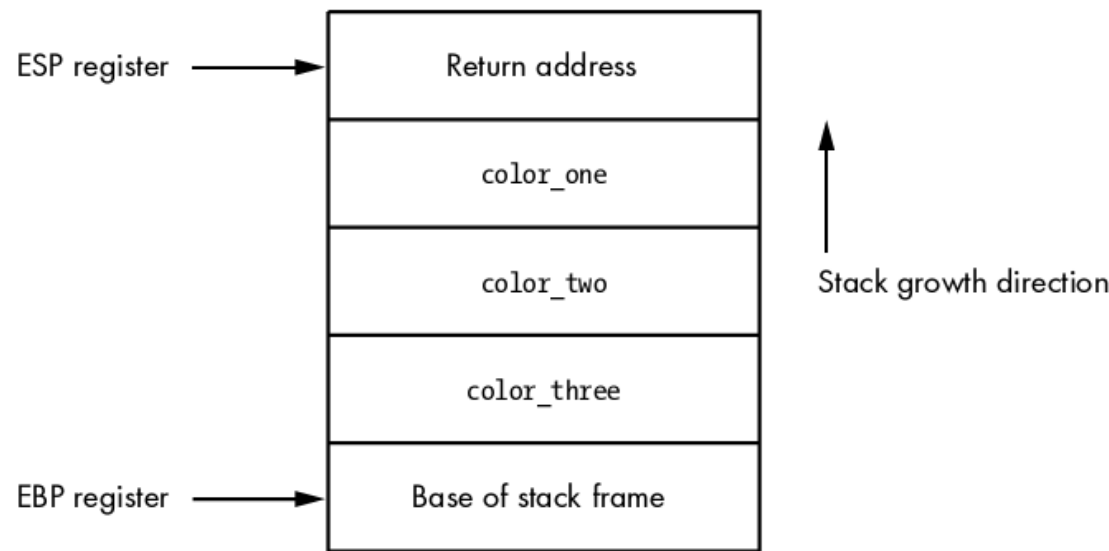 ESP register
Return address
color_one
color_two
Stack growth direction
color_three
EBP register
Base of stack frame